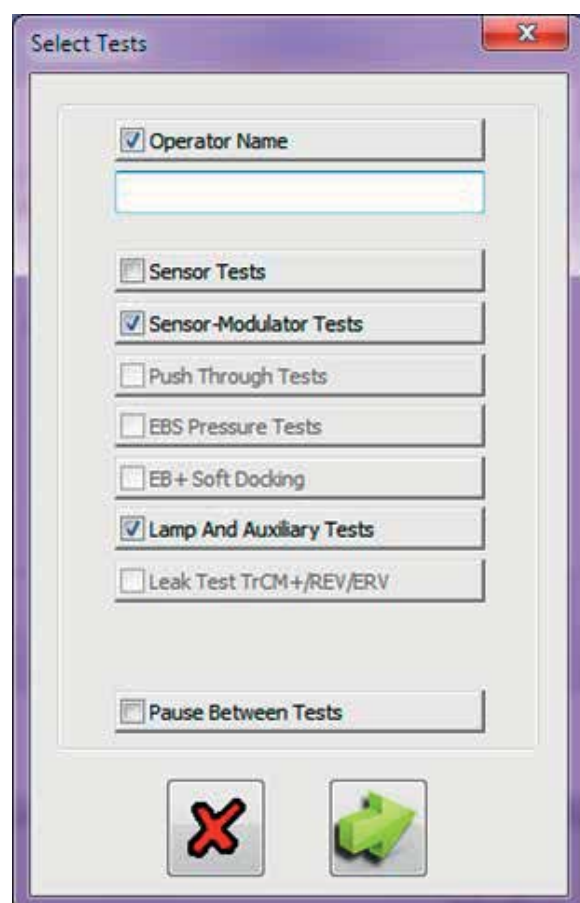 Select Tests
Operator Name
Sensor Tests
Sensor-Modulator Tests
Push Through Tests
EBS Pressure Tests
EB+ Soft Docking
Lamp And Auxiliary Tests
Leak Test TrCM+/REV/ERV
Pause Between Tests